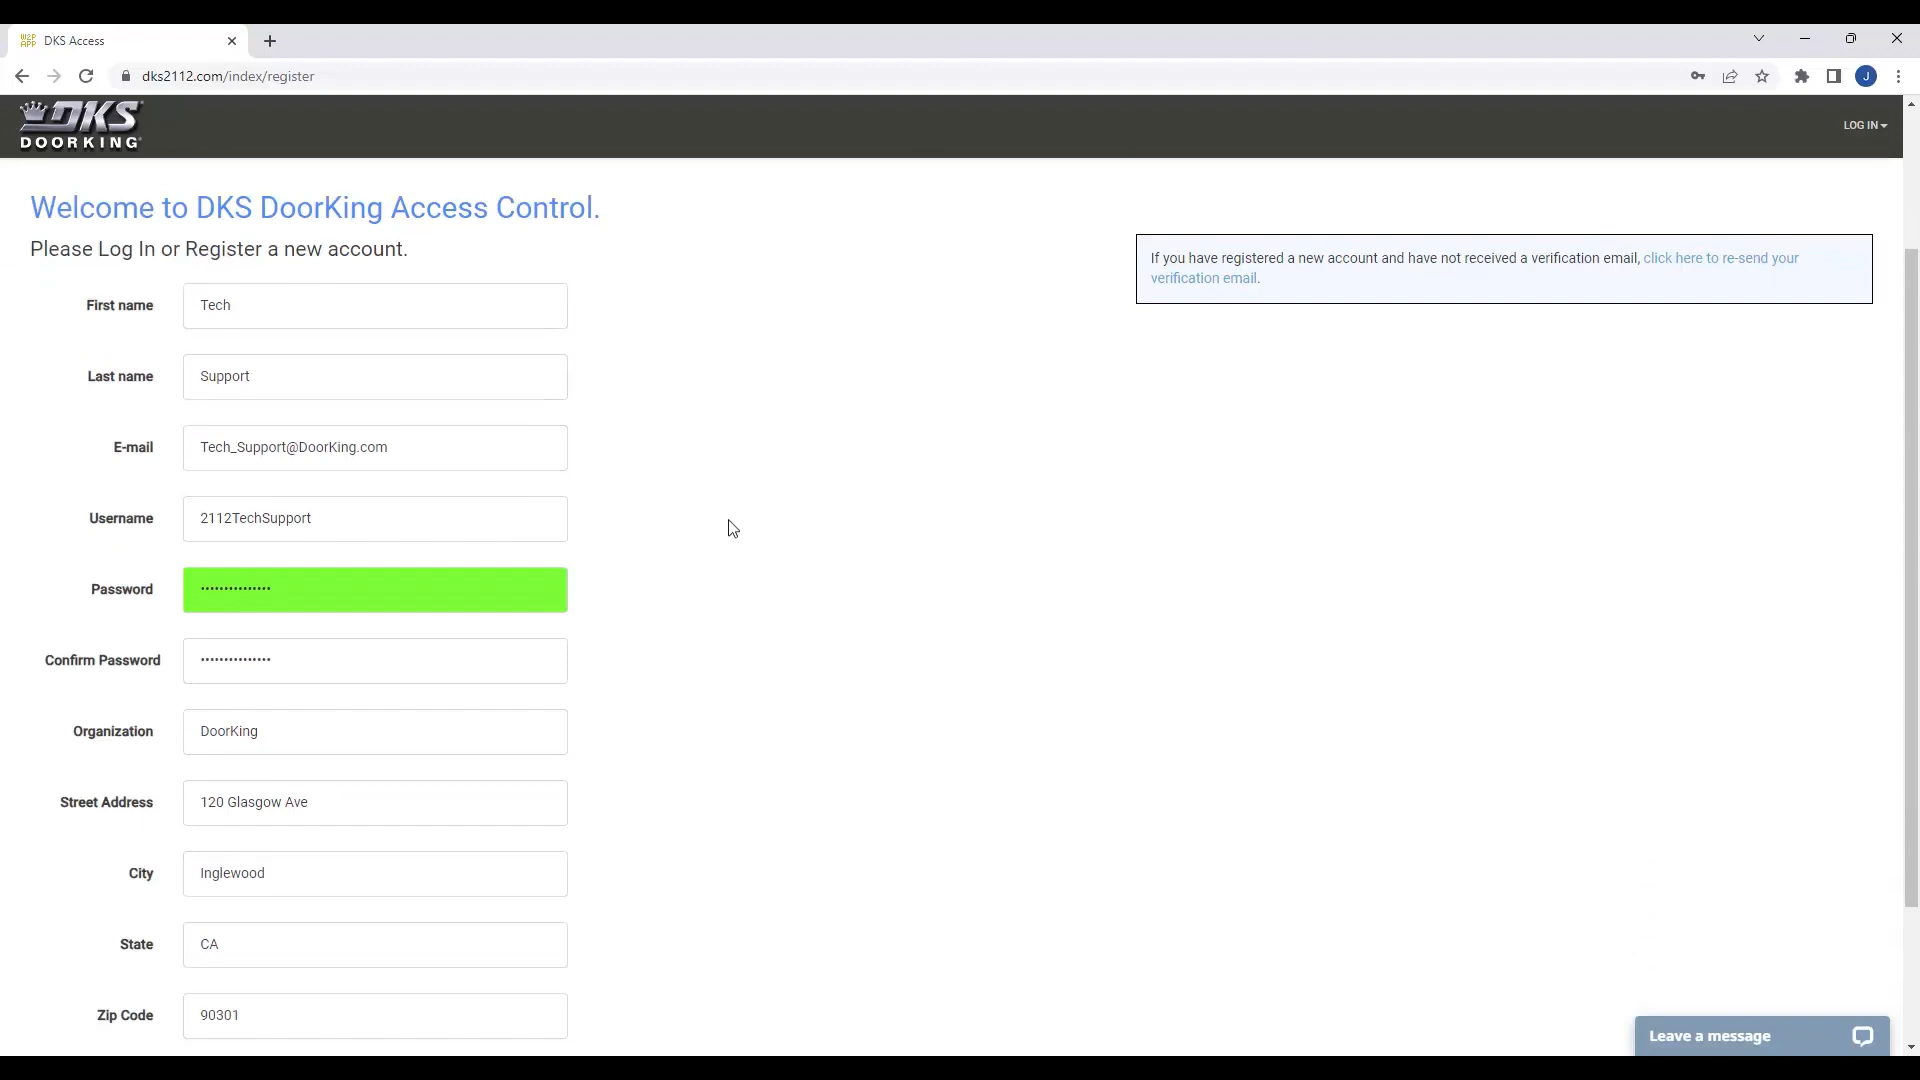 W2P
APP
DKS Access
dks2112.com/index/register
J
DKS
DOORKING
LOG IN
Welcome to DKS DoorKing Access Control.
Please Log In or Register a new account.
If you have registered a new account and have not received a verification email, click here to re-send your
verification email.
First name
Tech
Last name
Support
E-mail
Tech_Support@DoorKing.com
Username
2112TechSupport
Password
•••••••••••••••
Confirm Password
•••••••••••••••
Organization
DoorKing
Street Address
120 Glasgow Ave
City
Inglewood
State
CA
Zip Code
90301
Leave a message